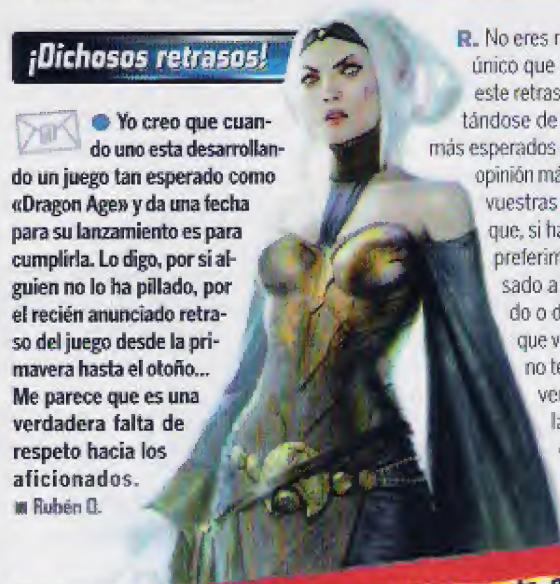 ¡Dichosos retrasos!
Yo creo que cuan-
do uno esta desarrollan-
do un juego tan esperado como
«Dragon Age» y da una fecha
para su lanzamiento es para
cumplirla. Lo digo, por si al-
guien no lo ha pillado, por
el recién anunciado retra-
so del juego desde la pri-
mavera hasta el otoño...
Me parece que es una
verdadera falta de
respeto hacia los
aficionados.
Rubén O.
R. No eres
único que
este retras
tándose de
más esperados
opinión má
vuestras
que, si ha
preferim
sado a
do o d
que v
no te
ver
la